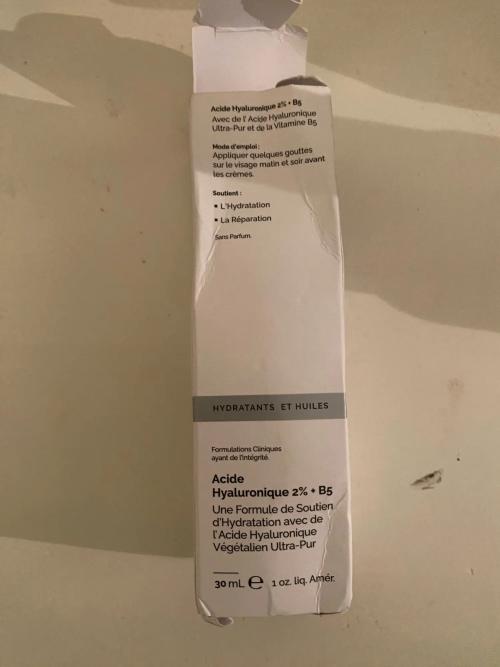 Acide Hyaluronique 2% + B5
Avec de l' Acide Hyaluronique
Ultra-Pur et de la Vitamine B5
Mode d'emploi :
Appliquer quelques gouttes
sur le visage matin et soir avant
les crèmes.
Soutient :
▪ L'Hydratation
▪ La Réparation
Sans Parfum.
HYDRATANTS ET HUILES
Formulations Cliniques
ayant de l'intégrité.
Acide
Hyaluronique 2% + B5
Une Formule de Soutien
d'Hydratation avec de
l'Acide Hyaluronique
Végétalien Ultra-Pur
30 mL ℮ 1 oz. liq. Amér.